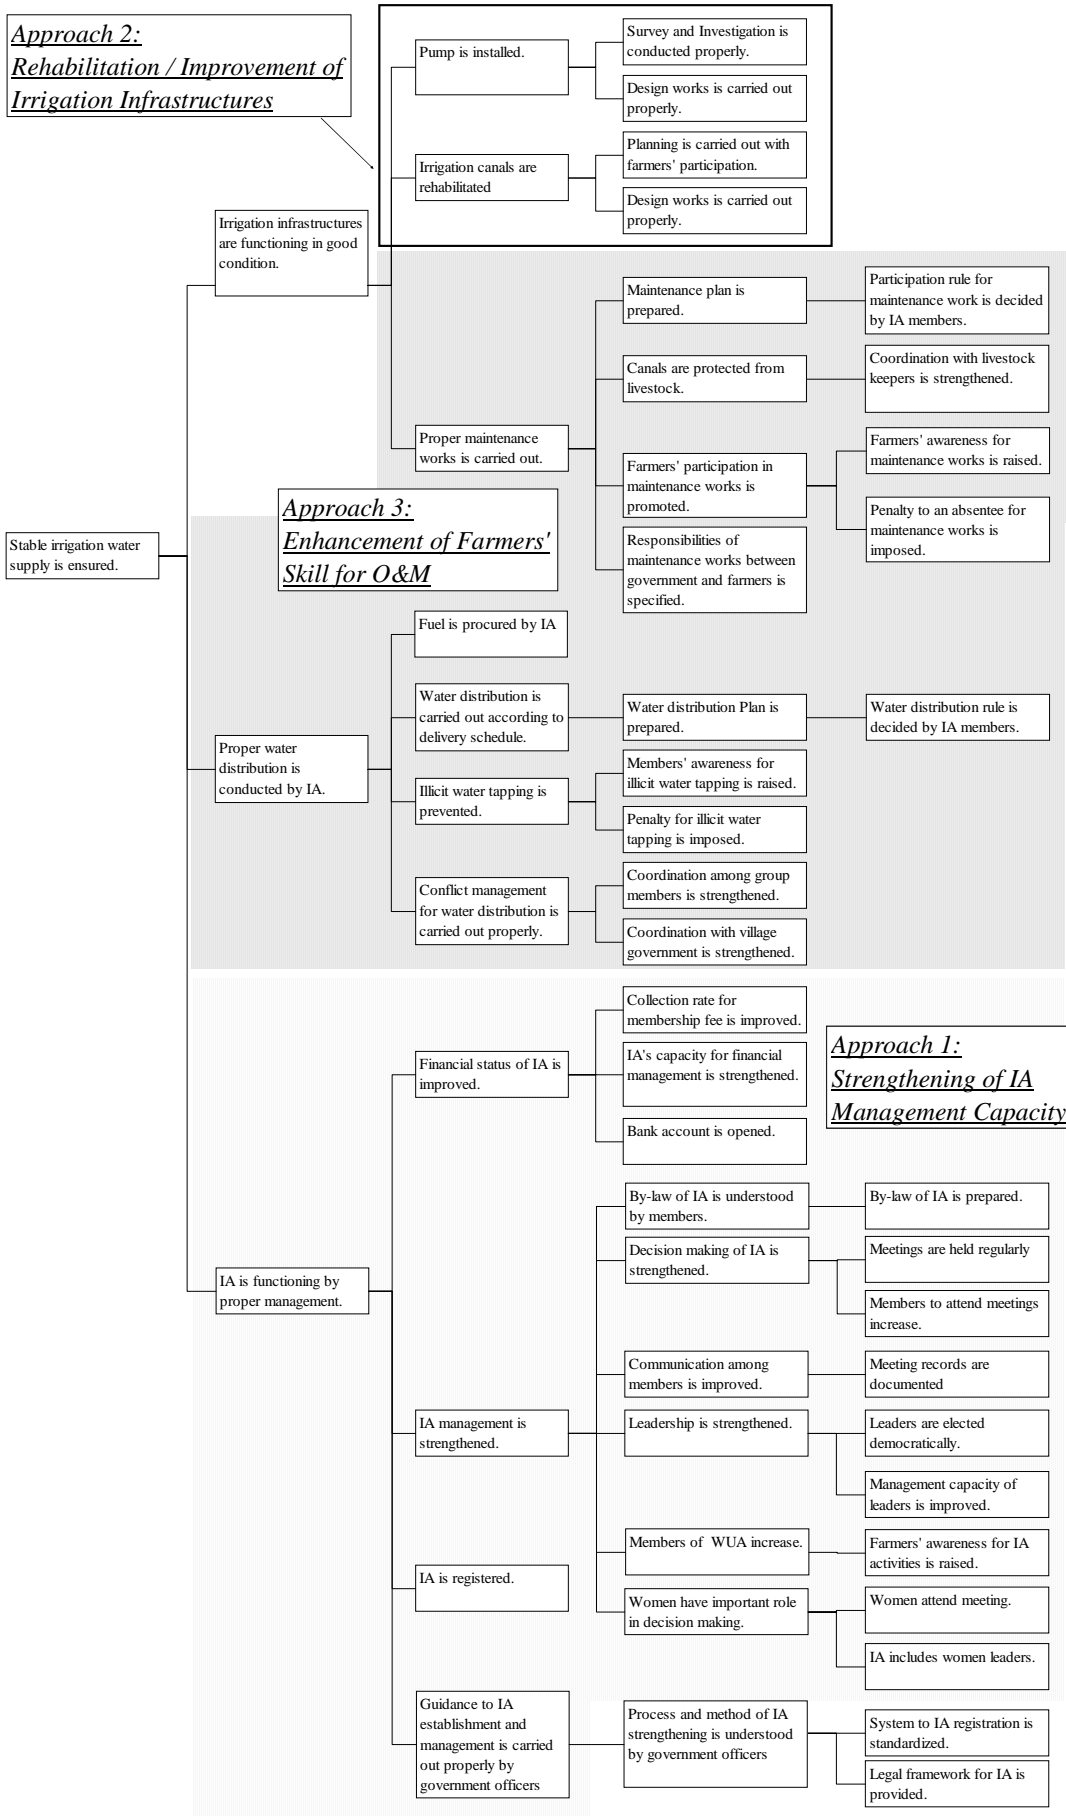 Approach 2:
Rehabilitation / Improvement of
Irrigation Infrastructures
Pump is installed.
Survey and Investigation is
conducted properly.
Design works is carried out
properly.
Irrigation canals are
rehabilitated
Planning is carried out with
farmers' participation.
Design works is carried out
properly.
Irrigation infrastructures
are functioning in good
condition.
Maintenance plan is
prepared.
Participation rule for
maintenance work is decided
by IA members.
Canals are protected from
livestock.
Coordination with livestock
keepers is strengthened.
Proper maintenance
works is carried out.
Farmers' participation in
maintenance works is
promoted.
Farmers' awareness for
maintenance works is raised.
Penalty to an absentee for
maintenance works is
imposed.
Approach 3:
Enhancement of Farmers'
Skill for O&M
Responsibilities of
maintenance works between
government and farmers is
specified.
Stable irrigation water
supply is ensured.
Fuel is procured by IA
Water distribution is
carried out according to
delivery schedule.
Water distribution Plan is
prepared.
Water distribution rule is
decided by IA members.
Proper water
distribution is
conducted by IA.
Illicit water tapping is
prevented.
Members' awareness for
illicit water tapping is raised.
Penalty for illicit water
tapping is imposed.
Conflict management
for water distribution is
carried out properly.
Coordination among group
members is strengthened.
Coordination with village
government is strengthened.
Collection rate for
membership fee is improved.
Approach 1:
Strengthening of IA
Management Capacity
Financial status of IA is
improved.
IA's capacity for financial
management is strengthened.
Bank account is opened.
By-law of IA is understood
by members.
By-law of IA is prepared.
Decision making of IA is
strengthened.
Meetings are held regularly
Members to attend meetings
increase.
IA is functioning by
proper management.
Communication among
members is improved.
Meeting records are
documented
IA management is
strengthened.
Leadership is strengthened.
Leaders are elected
democratically.
Management capacity of
leaders is improved.
Members of  WUA increase.
Farmers' awareness for IA
activities is raised.
IA is registered.
Women have important role
in decision making.
Women attend meeting.
IA includes women leaders.
Guidance to IA
establishment and
management is carried
out properly by
government officers
Process and method of IA
strengthening is understood
by government officers
System to IA registration is
standardized.
Legal framework for IA is
provided.